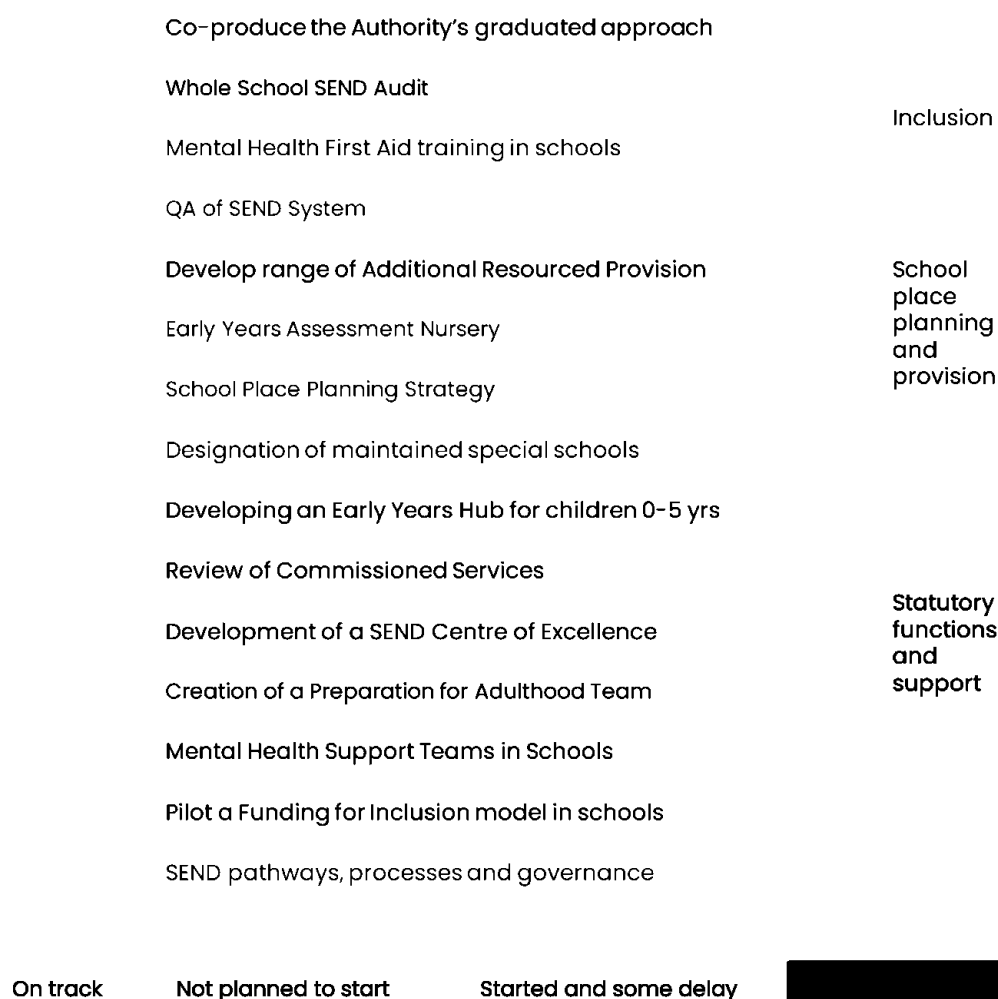 Co-produce the Authority's graduated approach
Whole School SEND Audit
Mental Health First Aid training in schools
QA of SEND System
Inclusion
Develop range of Additional Resourced Provision
Early Years Assessment Nursery
School Place Planning Strategy
Designation of maintained special schools
School
place
planning
and
provision
Developing an Early Years Hub for children 0-5 yrs
Review of Commissioned Services
Development of a SEND Centre of Excellence
Creation of a Preparation for Adulthood Team
Mental Health Support Teams in Schools
Pilot a Funding for Inclusion model in schools
SEND pathways, processes and governance
Statutory
functions
and
support
On track
Not planned to start
Started and some delay